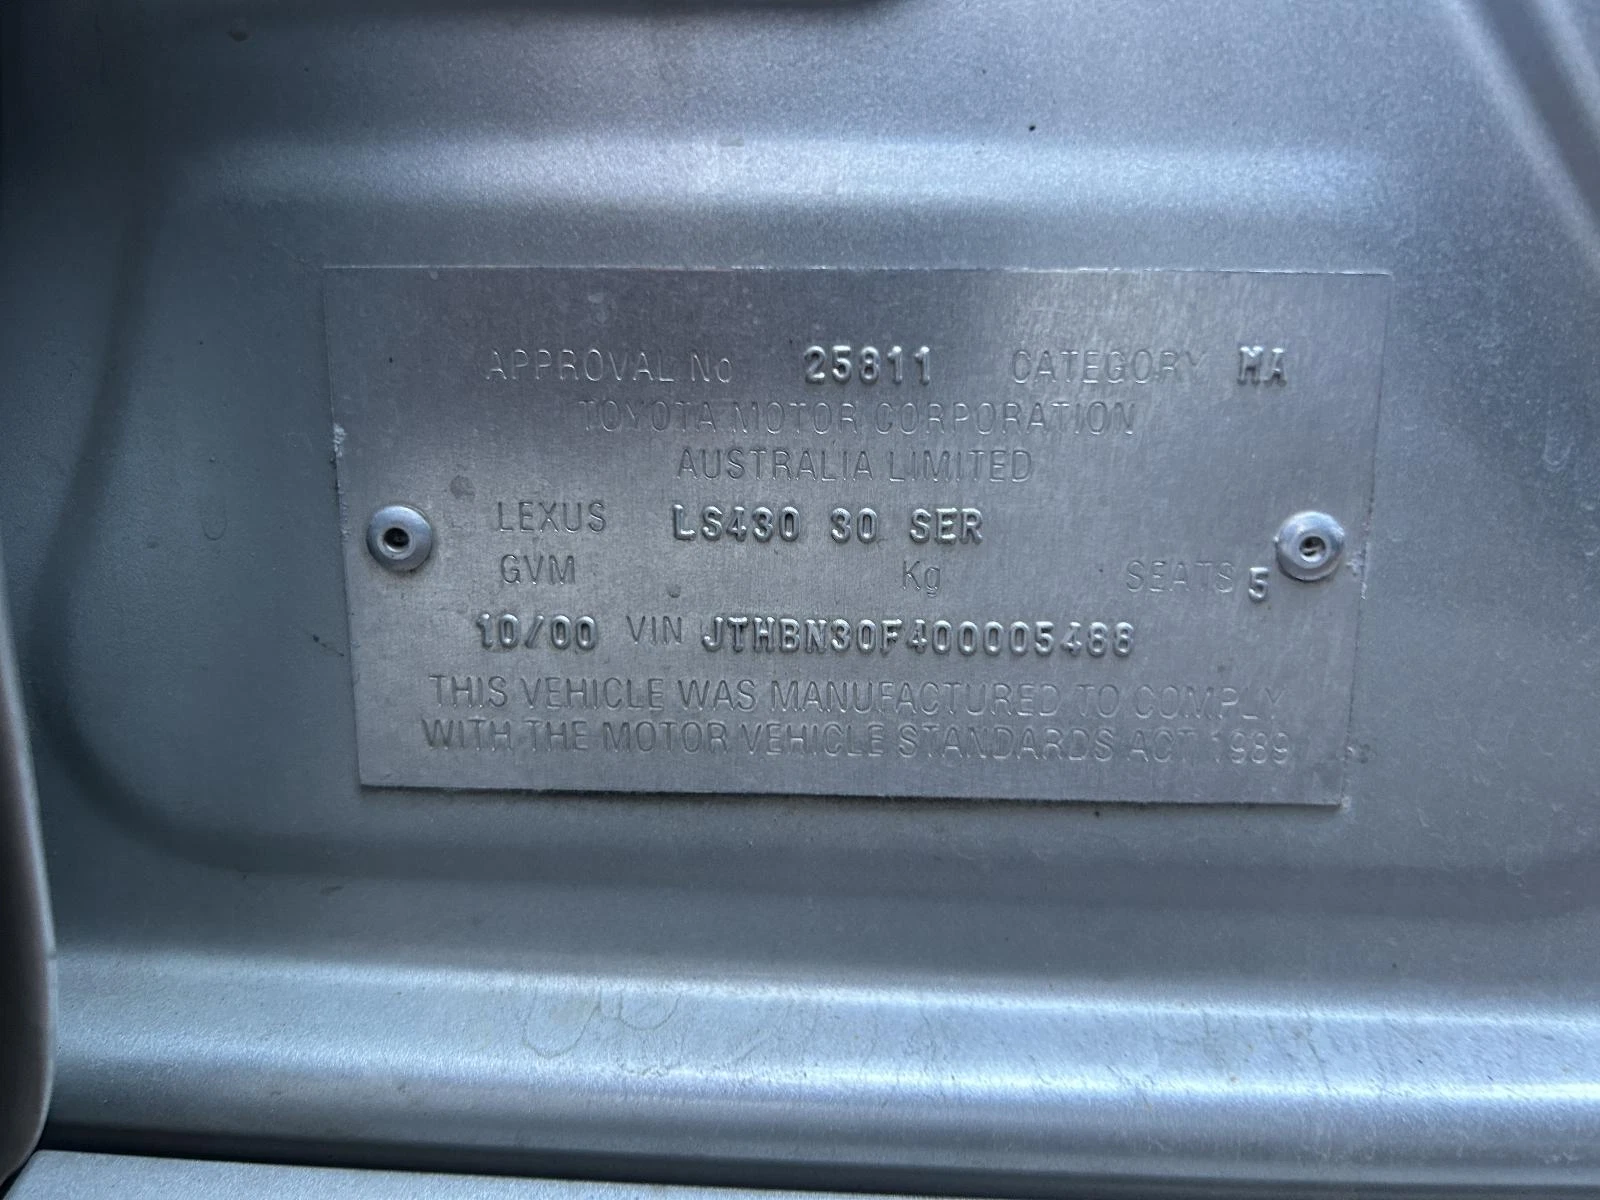 APPROVAL No 25811 CATEGORY MA
TOYOTA MOTOR CORPORATION
AUSTRALIA LIMITED
LEXUS LS430 30 SER
GVM Kg SEATS 5
10/00 VIN JTHBN30F400005488
THIS VEHICLE WAS MANUFACTURED TO COMPLY
WITH THE MOTOR VEHICLE STANDARDS ACT 1989